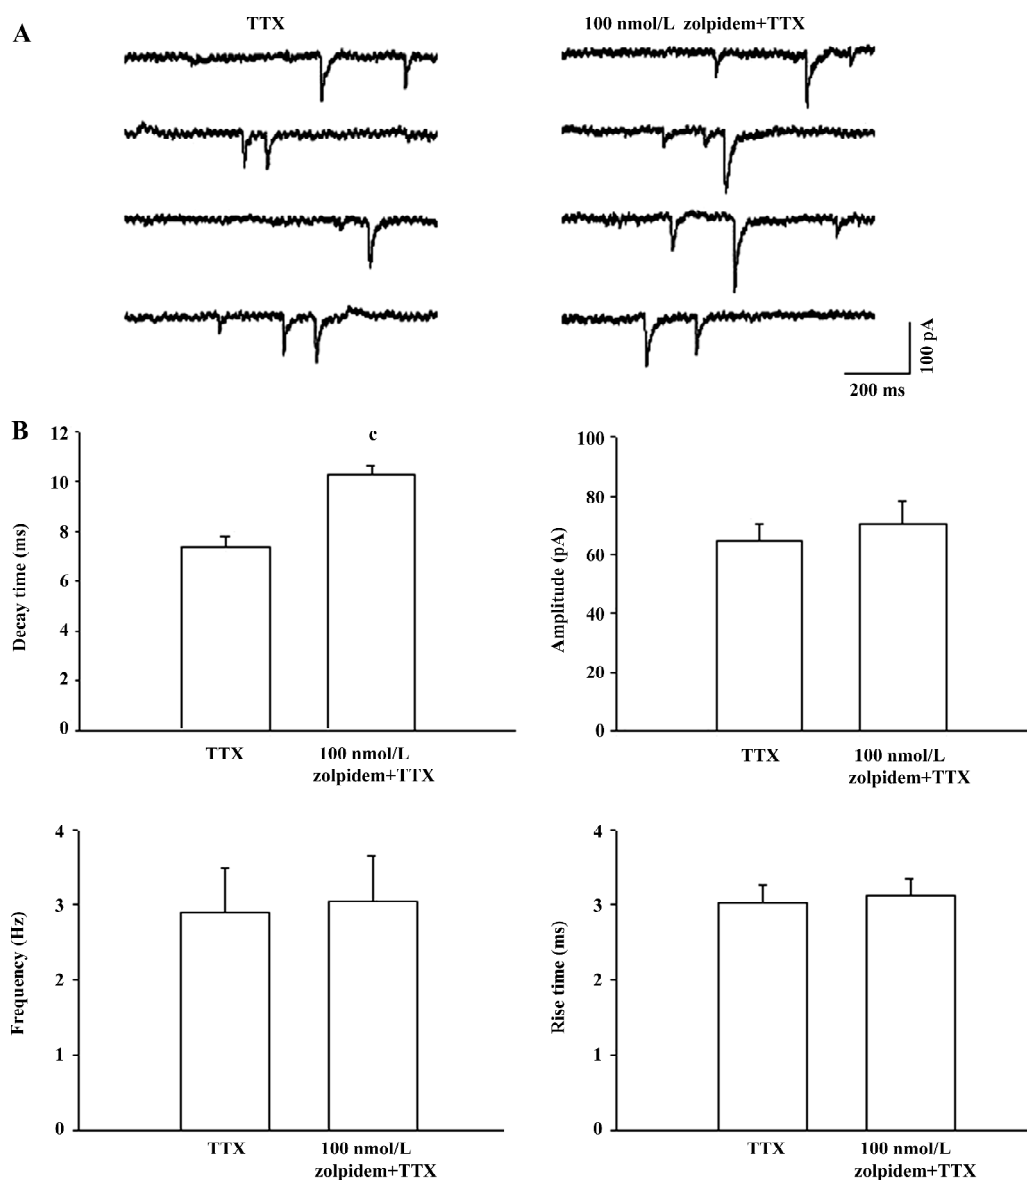 A
TTX
100 nmol/L zolpidem+TTX
100 pA
200 ms
B
12
10
8
6
4
2
0
Decay time (ms)
c
TTX
100 nmol/L
zolpidem+TTX
100
80
60
40
20
0
Amplitude (pA)
TTX
100 nmol/L
zolpidem+TTX
4
3
2
1
0
Frequency (Hz)
TTX
100 nmol/L
zolpidem+TTX
4
3
2
1
0
Rise time (ms)
TTX
100 nmol/L
zolpidem+TTX